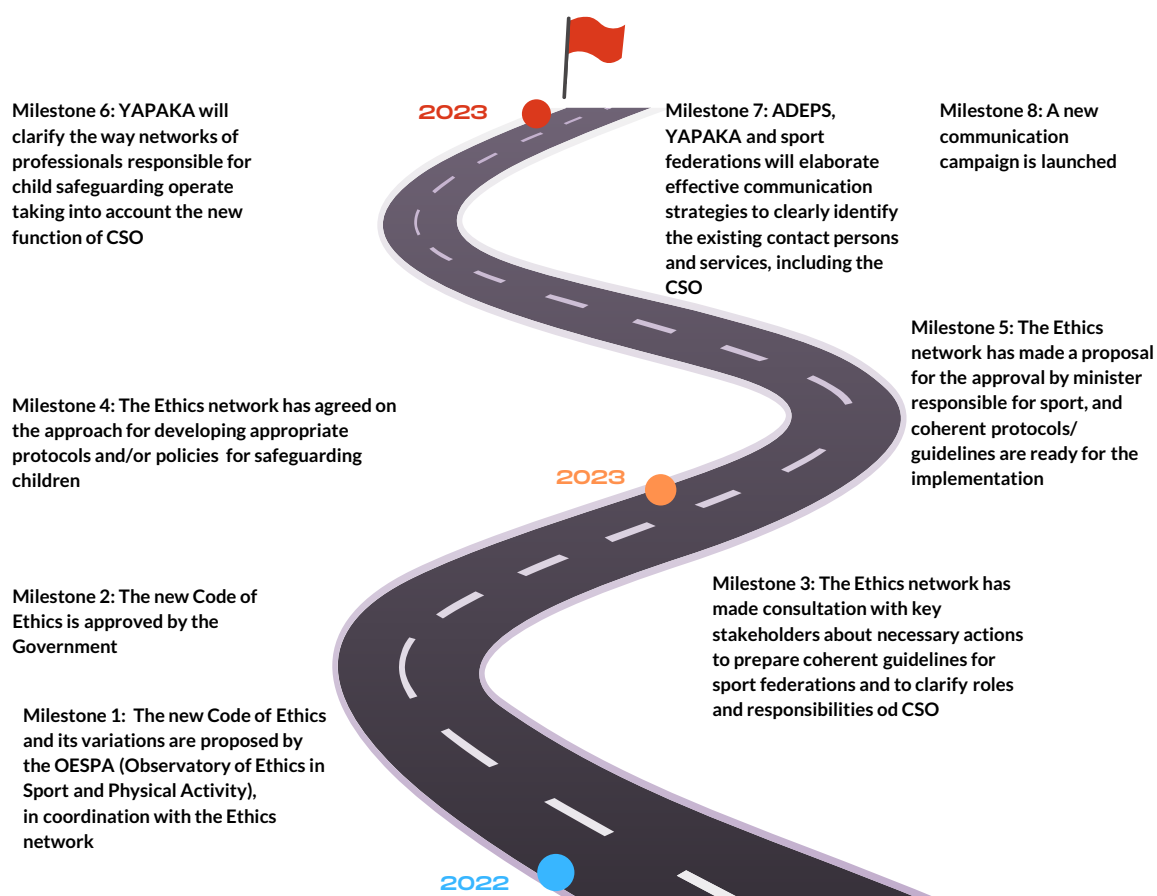 2023
Milestone 6: YAPAKA will
clarify the way networks of
professionals responsible for
child safeguarding operate
taking into account the new
function of CSO
Milestone 7: ADEPS,
YAPAKA and sport
federations will elaborate
effective communication
strategies to clearly identify
the existing contact persons
and services, including the
CSO
Milestone 8: A new
communication
campaign is launched
Milestone 5: The Ethics
network has made a proposal
for the approval by minister
responsible for sport, and
coherent protocols/
guidelines are ready for the
implementation
Milestone 4: The Ethics network has agreed on
the approach for developing appropriate
protocols and/or policies  for safeguarding
children
2023
Milestone 3: The Ethics network has
made consultation with key
stakeholders about necessary actions
to prepare coherent guidelines for
sport federations and to clarify roles
and responsibilities od CSO
Milestone 2: The new Code of
Ethics is approved by the
Government
Milestone 1:  The new Code of Ethics
and its variations are proposed by
the OESPA (Observatory of Ethics in
Sport and Physical Activity),
in coordination with the Ethics
network
2022